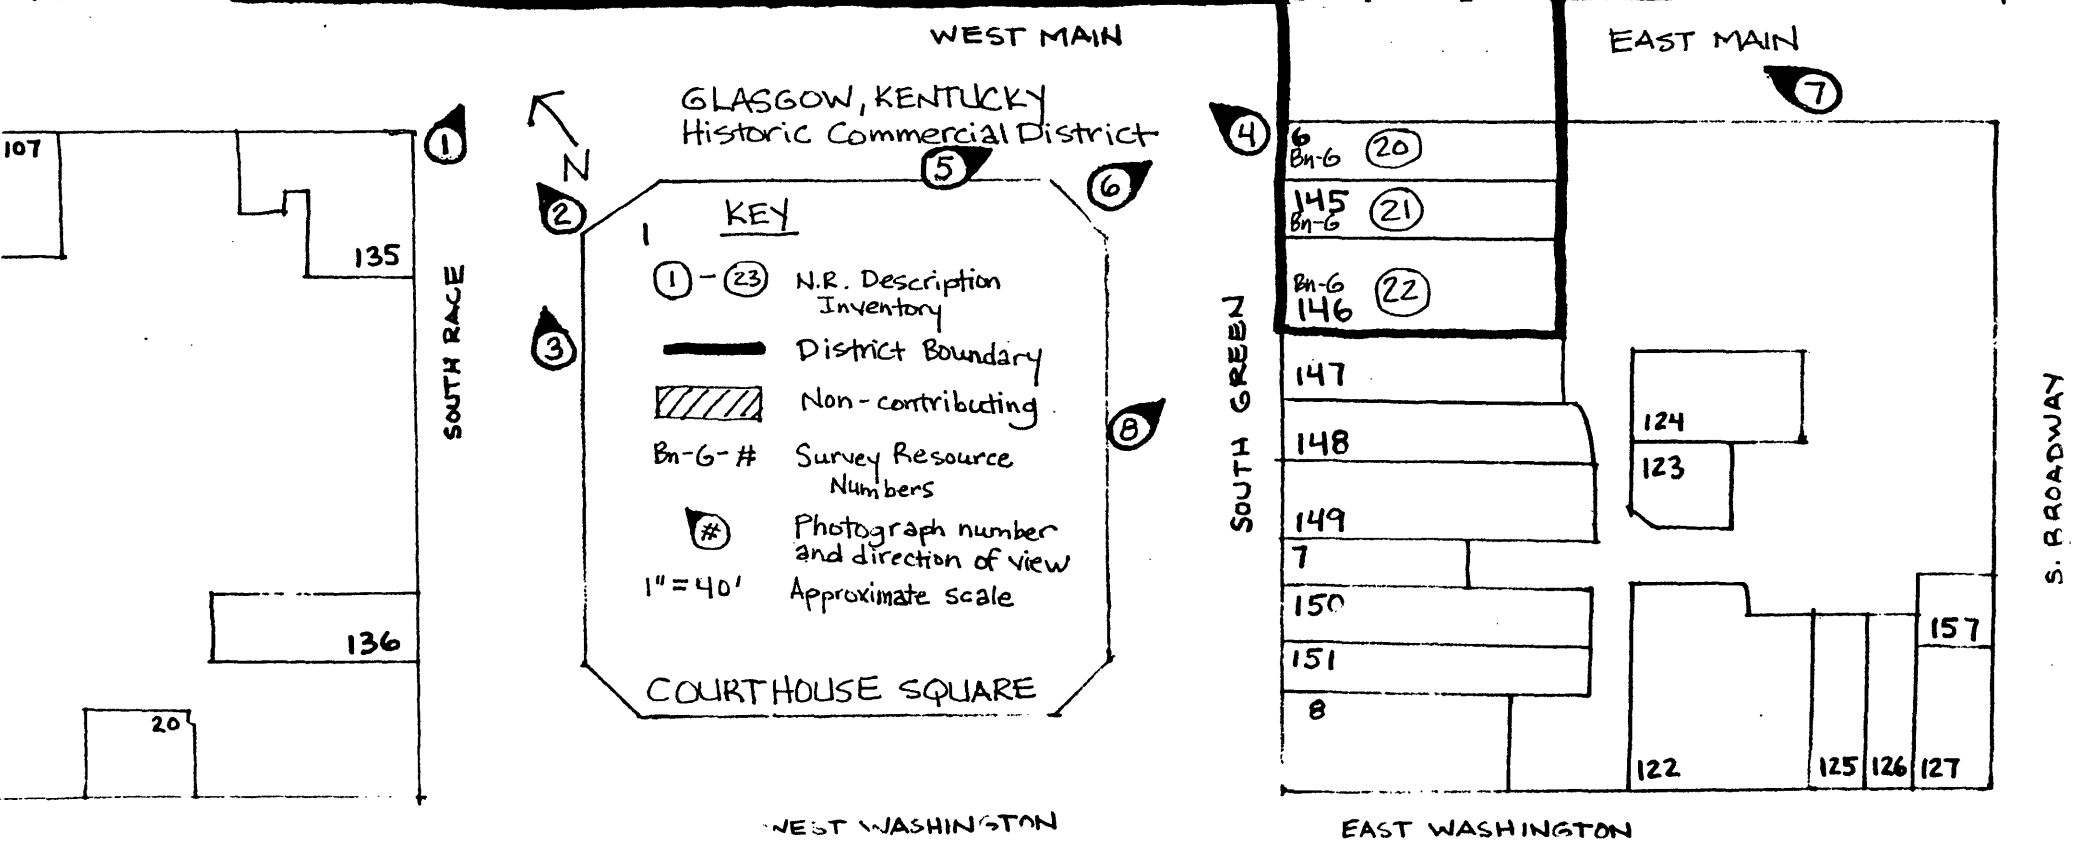 WEST MAIN
EAST MAIN
GLASGOW, KENTUCKY
Historic Commercial District
N
107
135
136
20
SOUTH RACE
1
2
3
4
5
6
7
8
KEY
1
1 - 23 N.R. Description
Inventory
District Boundary
Non-contributing
Bn-G-# Survey Resource
Numbers
# Photograph number
and direction of view
1" = 40' Approximate scale
COURTHOUSE SQUARE
WEST WASHINGTON
SOUTH GREEN
6
Bn-G 20
145
Bn-G 21
Bn-G 22
146
147
148
149
7
150
151
8
124
123
122
125
126
127
157
EAST WASHINGTON
S. BROADWAY